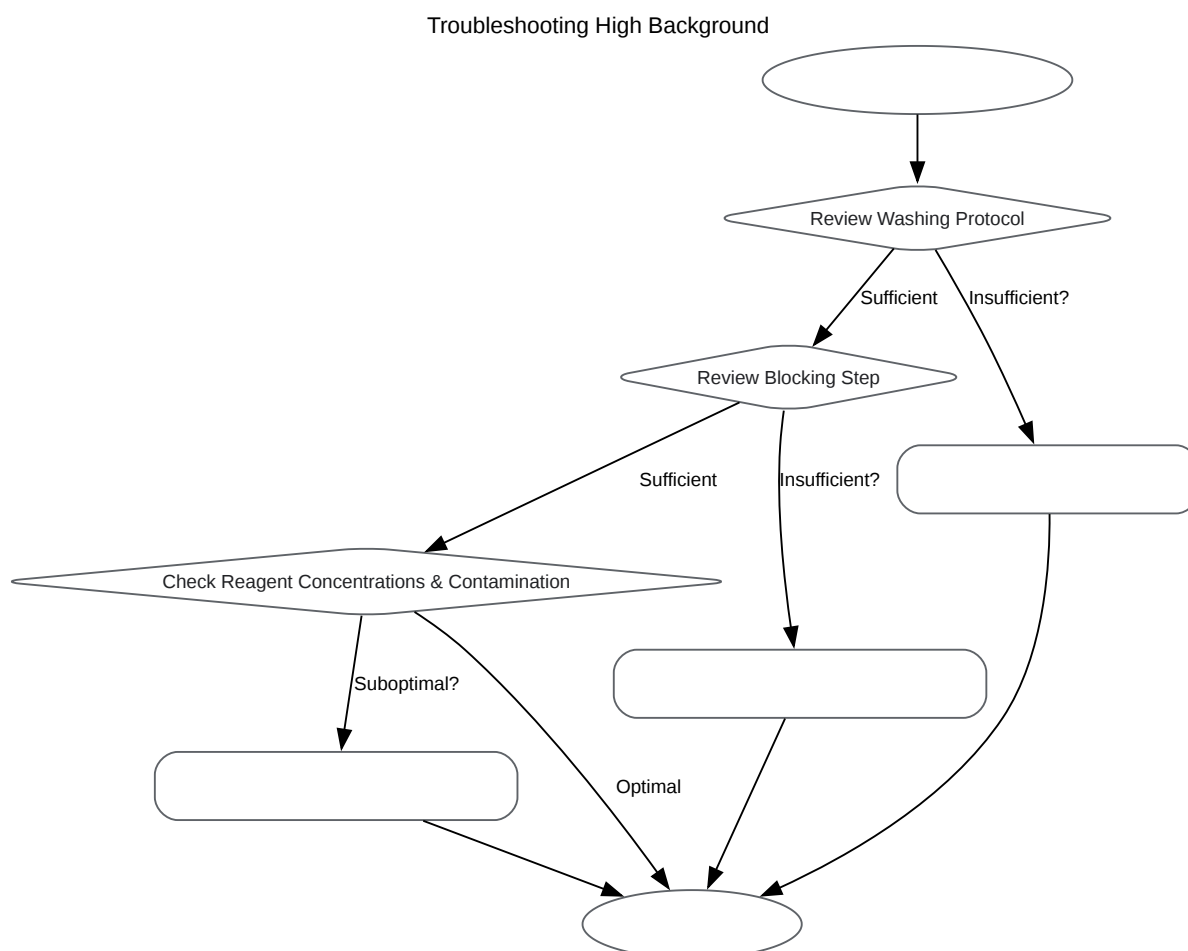 Troubleshooting High Background
Review Washing Protocol
Sufficient
Insufficient?
Review Blocking Step
Sufficient
Insufficient?
Check Reagent Concentrations & Contamination
Suboptimal?
Optimal